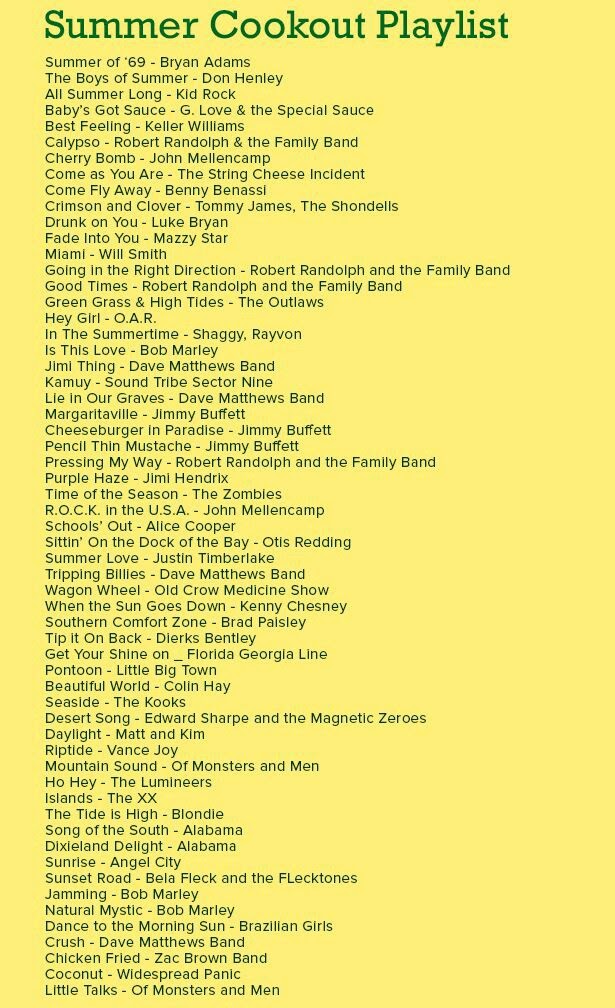 Summer Cookout Playlist
Summer of ‘69 - Bryan Adams
The Boys of Summer - Don Henley
All Summer Long - Kid Rock
Baby’s Got Sauce - G. Love & the Special Sauce
Best Feeling - Keller Williams
Calypso - Robert Randolph & the Family Band
Cherry Bomb - John Mellencamp
Come as You Are - The String Cheese Incident
Come Fly Away - Benny Benassi
Crimson and Clover - Tommy James, The Shondells
Drunk on You - Luke Bryan
Fade Into You - Mazzy Star
Miami - Will Smith
Going in the Right Direction - Robert Randolph and the Family Band
Good Times - Robert Randolph and the Family Band
Green Grass & High Tides - The Outlaws
Hey Girl - O.A.R.
In The Summertime - Shaggy, Rayvon
Is This Love - Bob Marley
Jimi Thing - Dave Matthews Band
Kamuy - Sound Tribe Sector Nine
Lie in Our Graves - Dave Matthews Band
Margaritaville - Jimmy Buffett
Cheeseburger in Paradise - Jimmy Buffett
Pencil Thin Mustache - Jimmy Buffett
Pressing My Way - Robert Randolph and the Family Band
Purple Haze - Jimi Hendrix
Time of the Season - The Zombies
R.O.C.K. in the U.S.A. - John Mellencamp
Schools’ Out - Alice Cooper
Sittin’ On the Dock of the Bay - Otis Redding
Summer Love - Justin Timberlake
Tripping Billies - Dave Matthews Band
Wagon Wheel - Old Crow Medicine Show
When the Sun Goes Down - Kenny Chesney
Southern Comfort Zone - Brad Paisley
Tip it On Back - Dierks Bentley
Get Your Shine on _ Florida Georgia Line
Pontoon - Little Big Town
Beautiful World - Colin Hay
Seaside - The Kooks
Desert Song - Edward Sharpe and the Magnetic Zeroes
Daylight - Matt and Kim
Riptide - Vance Joy
Mountain Sound - Of Monsters and Men
Ho Hey - The Lumineers
Islands - The XX
The Tide is High - Blondie
Song of the South - Alabama
Dixieland Delight - Alabama
Sunrise - Angel City
Sunset Road - Bela Fleck and the FLecktones
Jamming - Bob Marley
Natural Mystic - Bob Marley
Dance to the Morning Sun - Brazilian Girls
Crush - Dave Matthews Band
Chicken Fried - Zac Brown Band
Coconut - Widespread Panic
Little Talks - Of Monsters and Men